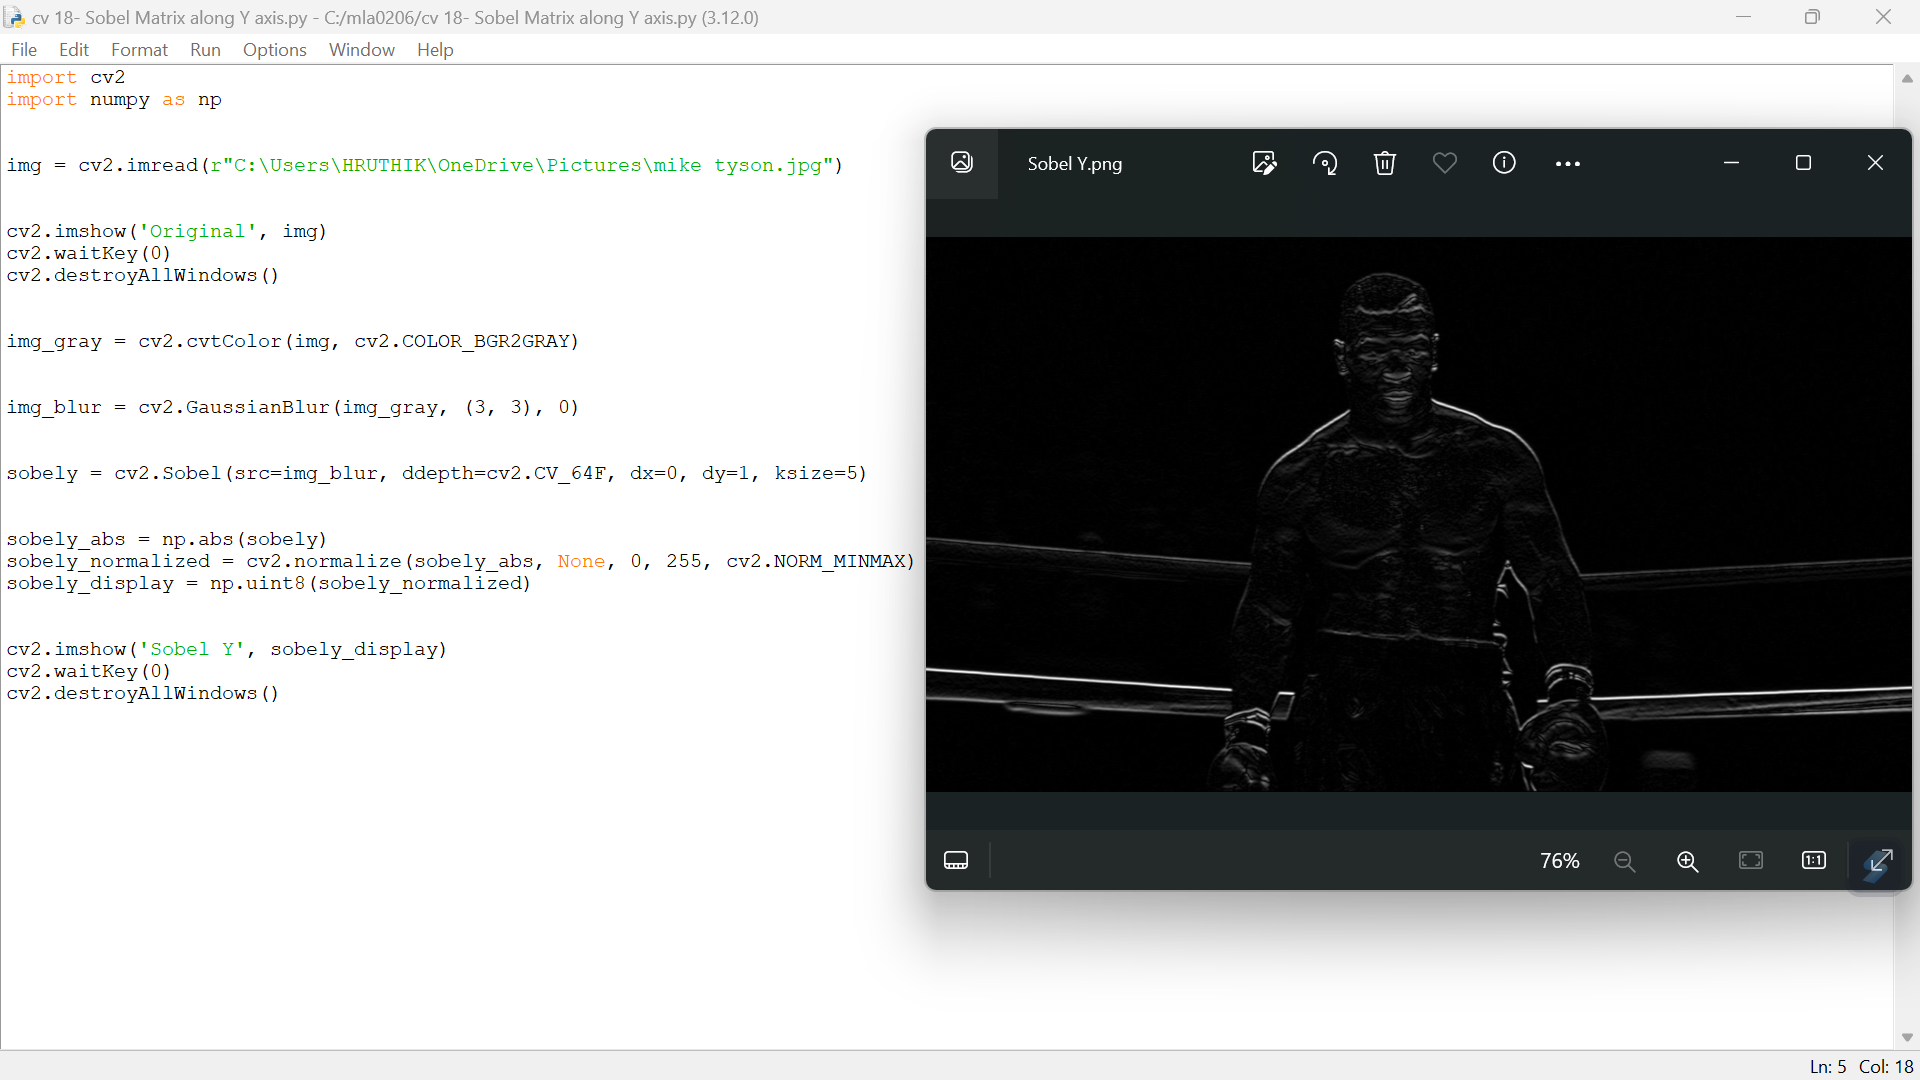 cv 18- Sobel Matrix along Y axis.py - C:/mla0206/cv 18- Sobel Matrix along Y axis.py (3.12.0)
File Edit Format Run Options Window Help
import cv2
import numpy as np
img = cv2.imread(r"C:\Users\HRUTHIK\OneDrive\Pictures\mike tyson.jpg")
cv2.imshow('Original', img)
cv2.waitKey(0)
cv2.destroyAllWindows()
img_gray = cv2.cvtColor(img, cv2.COLOR_BGR2GRAY)
img_blur = cv2.GaussianBlur(img_gray, (3, 3), 0)
sobely = cv2.Sobel(src=img_blur, ddepth=cv2.CV_64F, dx=0, dy=1, ksize=5)
sobely_abs = np.abs(sobely)
sobely_normalized = cv2.normalize(sobely_abs, None, 0, 255, cv2.NORM_MINMAX)
sobely_display = np.uint8(sobely_normalized)
cv2.imshow('Sobel Y', sobely_display)
cv2.waitKey(0)
cv2.destroyAllWindows()
Sobel Y.png
76%
1:1
Ln: 5 Col: 18